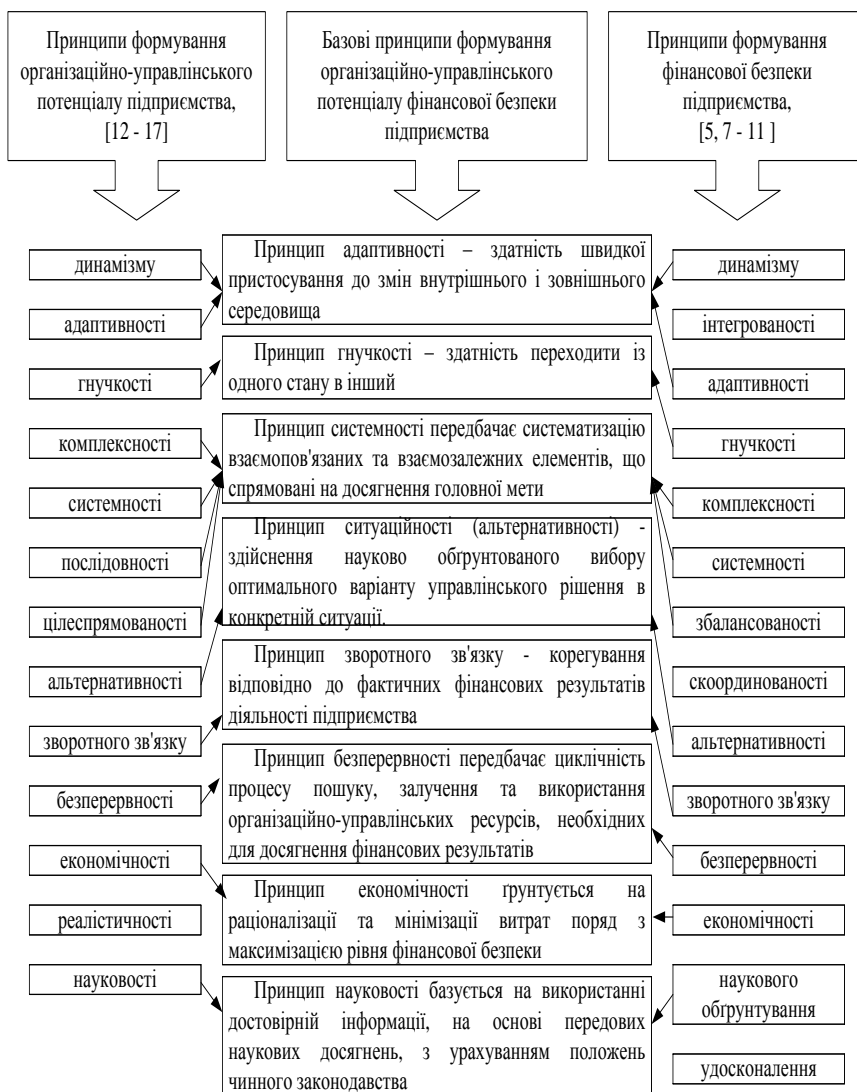 Принципи формування
організаційно-управлінського
потенціалу підприємства,
[12 - 17]
Базові принципи формування
організаційно-управлінського
потенціалу фінансової безпеки
підприємства
Принципи формування
фінансової безпеки
підприємства,
[5, 7 - 11 ]
динамізму
адаптивності
гнучкості
комплексності
системності
послідовності
цілеспрямованості
альтернативності
зворотного зв'язку
безперервності
економічності
реалістичності
науковості
Принцип адаптивності – здатність швидкої
пристосування до змін внутрішнього і зовнішнього
середовища
Принцип гнучкості – здатність переходити із
одного стану в інший
Принцип системності передбачає систематизацію
взаємопов'язаних та взаємозалежних елементів, що
спрямовані на досягнення головної мети
Принцип ситуаційності (альтернативності) -
здійснення науково обґрунтованого вибору
оптимального варіанту управлінського рішення в
конкретній ситуації.
Принцип зворотного зв'язку - корегування
відповідно до фактичних фінансових результатів
діяльності підприємства
Принцип безперервності передбачає циклічність
процесу пошуку, залучення та використання
організаційно-управлінських ресурсів, необхідних
для досягнення фінансових результатів
Принцип економічності ґрунтується на
раціоналізації та мінімізації витрат поряд з
максимізацією рівня фінансової безпеки
Принцип науковості базується на використанні
достовірній інформації, на основі передових
наукових досягнень, з урахуванням положень
чинного законодавства
динамізму
інтегрованості
адаптивності
гнучкості
комплексності
системності
збалансованості
скоординованості
альтернативності
зворотного зв'язку
безперервності
економічності
наукового
обґрунтування
удосконалення